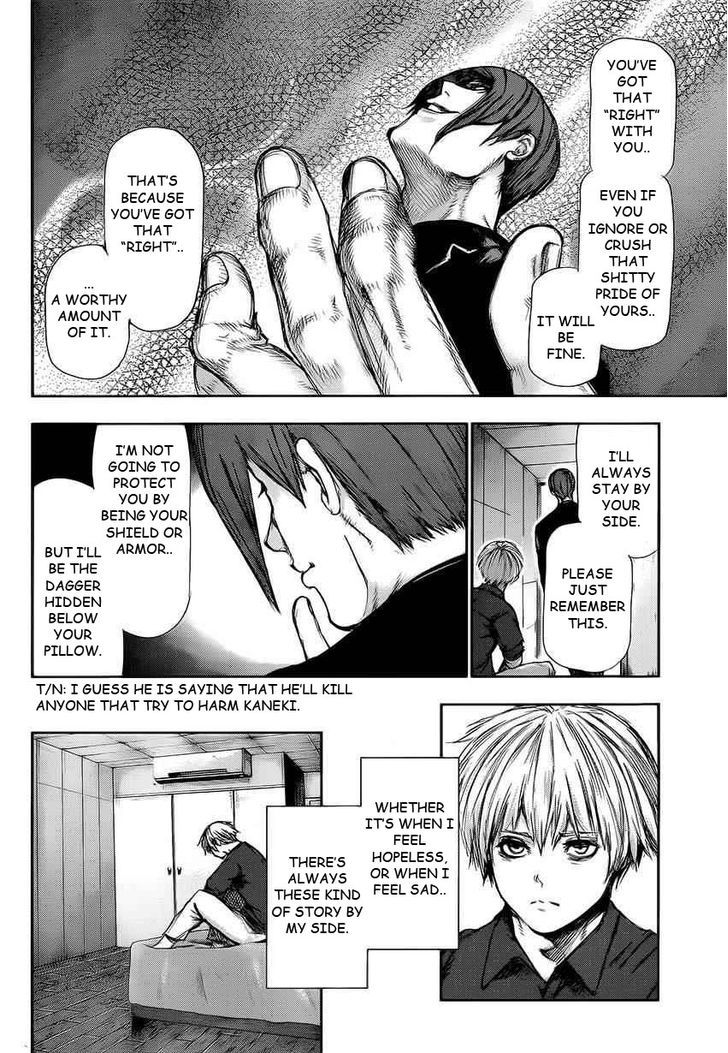 YOU'VE
GOT
THAT
"RIGHT"
WITH
YOU..
EVEN IF
YOU
IGNORE OR
CRUSH
THAT
SHITTY
PRIDE OF
YOURS..
IT WILL
BE
FINE.
THAT'S
BECAUSE
YOU'VE GOT
THAT
"RIGHT"..
...
A WORTHY
AMOUNT
OF IT.
I'LL
ALWAYS
STAY BY
YOUR
SIDE.
PLEASE
JUST
REMEMBER
THIS.
I'M NOT
GOING TO
PROTECT
YOU BY
BEING YOUR
SHIELD OR
ARMOR..
BUT I'LL
BE THE
DAGGER
HIDDEN
BELOW
YOUR
PILLOW.
T/N: I GUESS HE IS SAYING THAT HE'LL KILL
ANYONE THAT TRY TO HARM KANEKI.
WHETHER
IT'S WHEN I
FEEL
HOPELESS,
OR WHEN I
FEEL SAD..
THERE'S
ALWAYS
THESE KIND
OF STORY BY
MY SIDE.